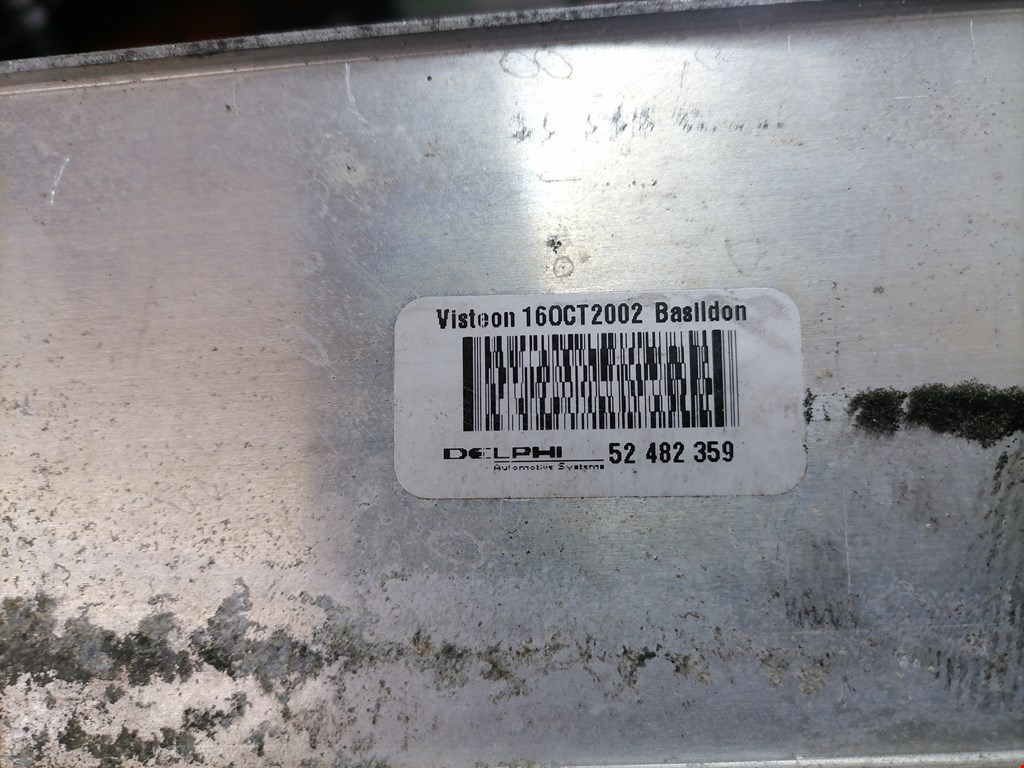 Visteon 16OCT2002 Basildon
DELPHI 52 482 359
Automotive Systems